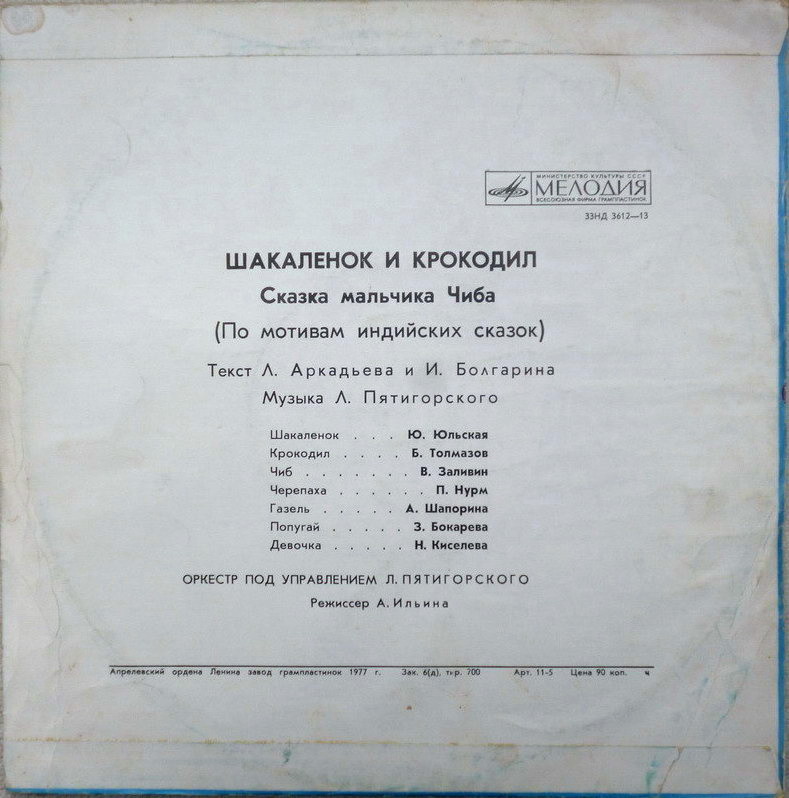 МИНИСТЕРСТВО КУЛЬТУРЫ СССР
МЕЛОДИЯ
ВСЕСОЮЗНАЯ ФИРМА ГРАМПЛАСТИНОК
33НД 3612—13
ШАКАЛЕНОК И КРОКОДИЛ
Сказка мальчика Чиба
(По мотивам индийских сказок)
Текст Л. Аркадьева и И. Болгарина
Музыка Л. Пятигорского
Шакаленок . . . Ю. Юльская
Крокодил . . . . Б. Толмазов
Чиб . . . . . . . В. Заливин
Черепаха . . . . . . П. Нурм
Газель . . . . . А. Шапорина
Попугай . . . . . З. Бокарева
Девочка . . . . . Н. Киселева
ОРКЕСТР ПОД УПРАВЛЕНИЕМ Л. ПЯТИГОРСКОГО
Режиссер А. Ильина
Апрелевский ордена Ленина завод грампластинок 1977 г. Зак. 6(д), тир. 700 Арт. 11-5 Цена 90 коп. ч